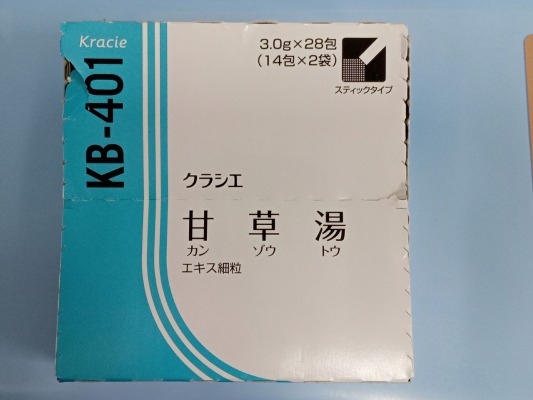 Kracie
KB-401
3.0g×28包
(14包×2袋)
スティックタイプ
クラシエ
甘草湯
カンゾウトウ
エキス細粒